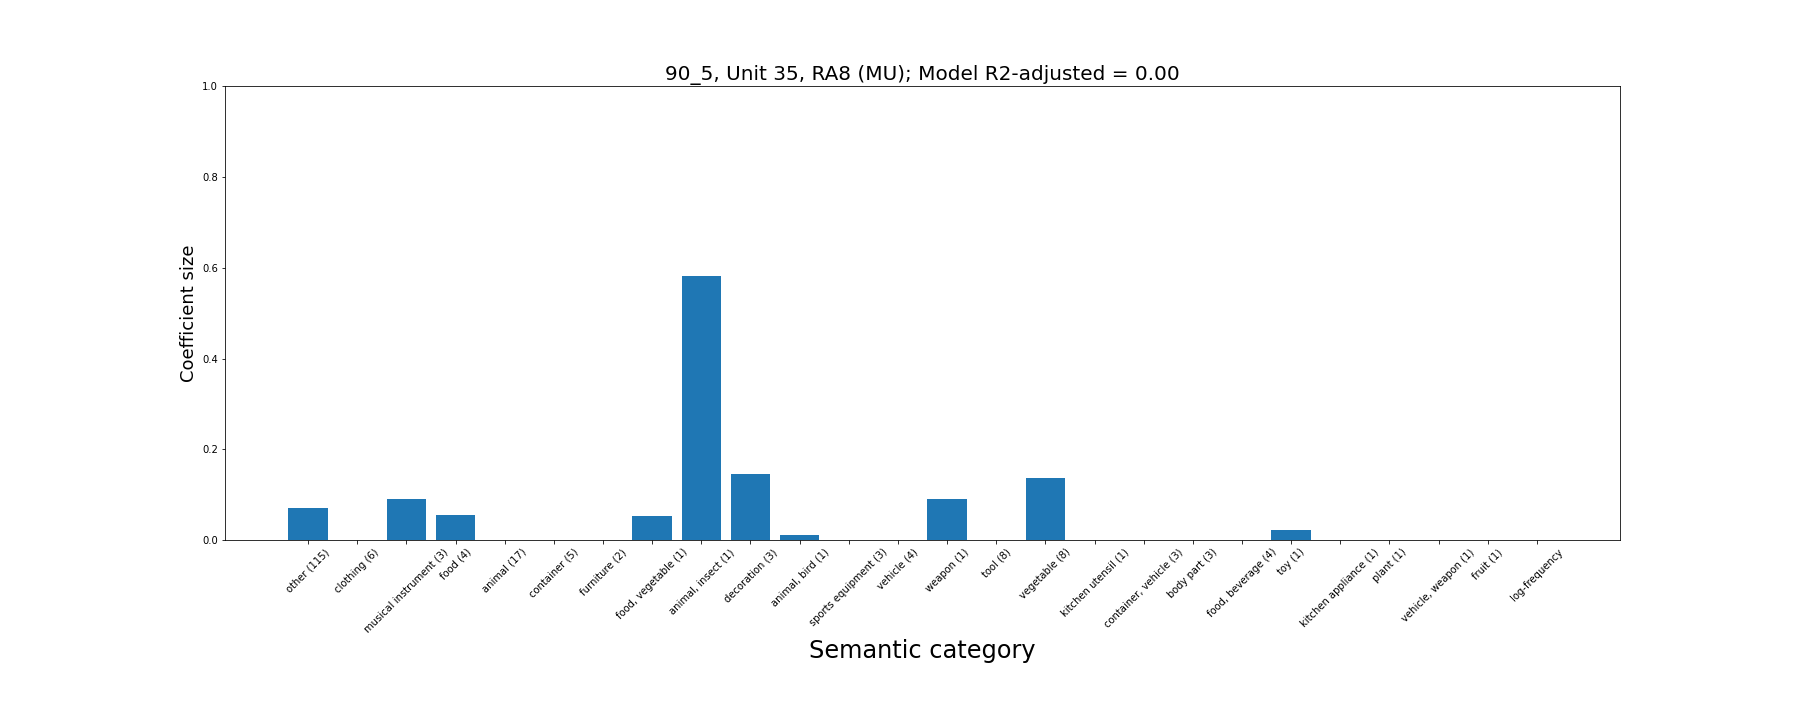 90_5, Unit 35, RA8 (MU); Model R2-adjusted = 0.00
1.0
0.8
0.6
0.4
0.2
0.0
Coefficient size
other (115)
clothing (6)
musical instrument (3)
food (4)
animal (17)
container (5)
furniture (2)
food, vegetable (1)
animal, insect (1)
decoration (3)
animal, bird (1)
sports equipment (3)
vehicle (4)
weapon (1)
tool (8)
vegetable (8)
kitchen utensil (1)
container, vehicle (3)
body part (3)
food, beverage (4)
toy (1)
kitchen appliance (1)
plant (1)
vehicle, weapon (1)
fruit (1)
log-frequency
Semantic category